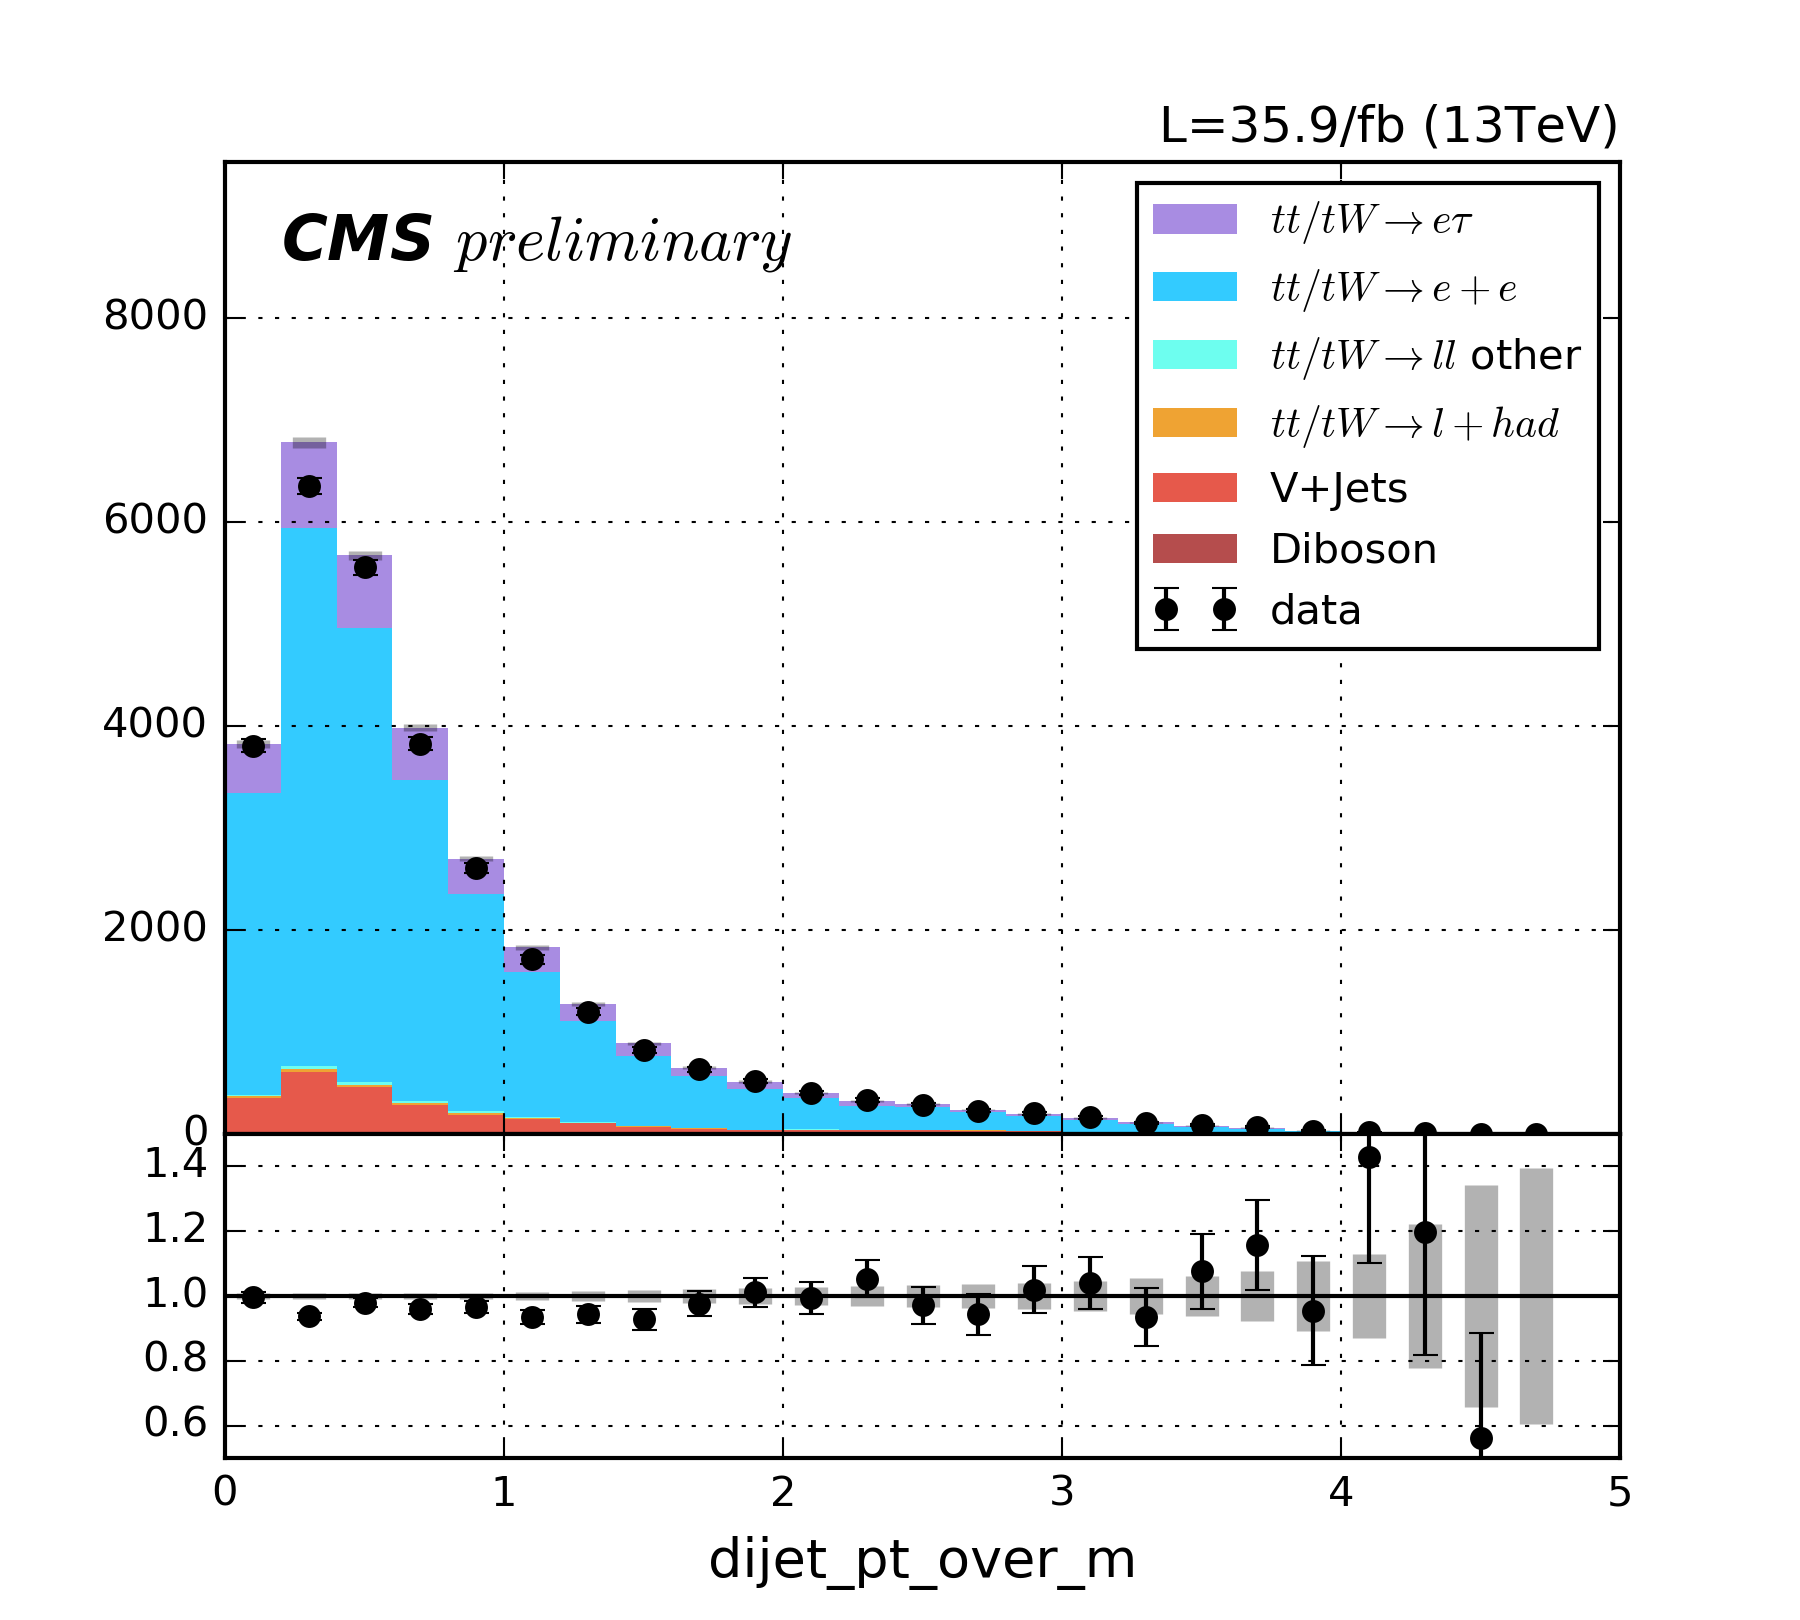 L=35.9/fb (13TeV)
CMS preliminary
tt/tW→eτ
tt/tW→e+e
tt/tW→ll other
tt/tW→l+had
V+Jets
Diboson
data
8000
6000
4000
2000
0
1.4
1.2
1.0
0.8
0.6
0 1 2 3 4 5
dijet_pt_over_m